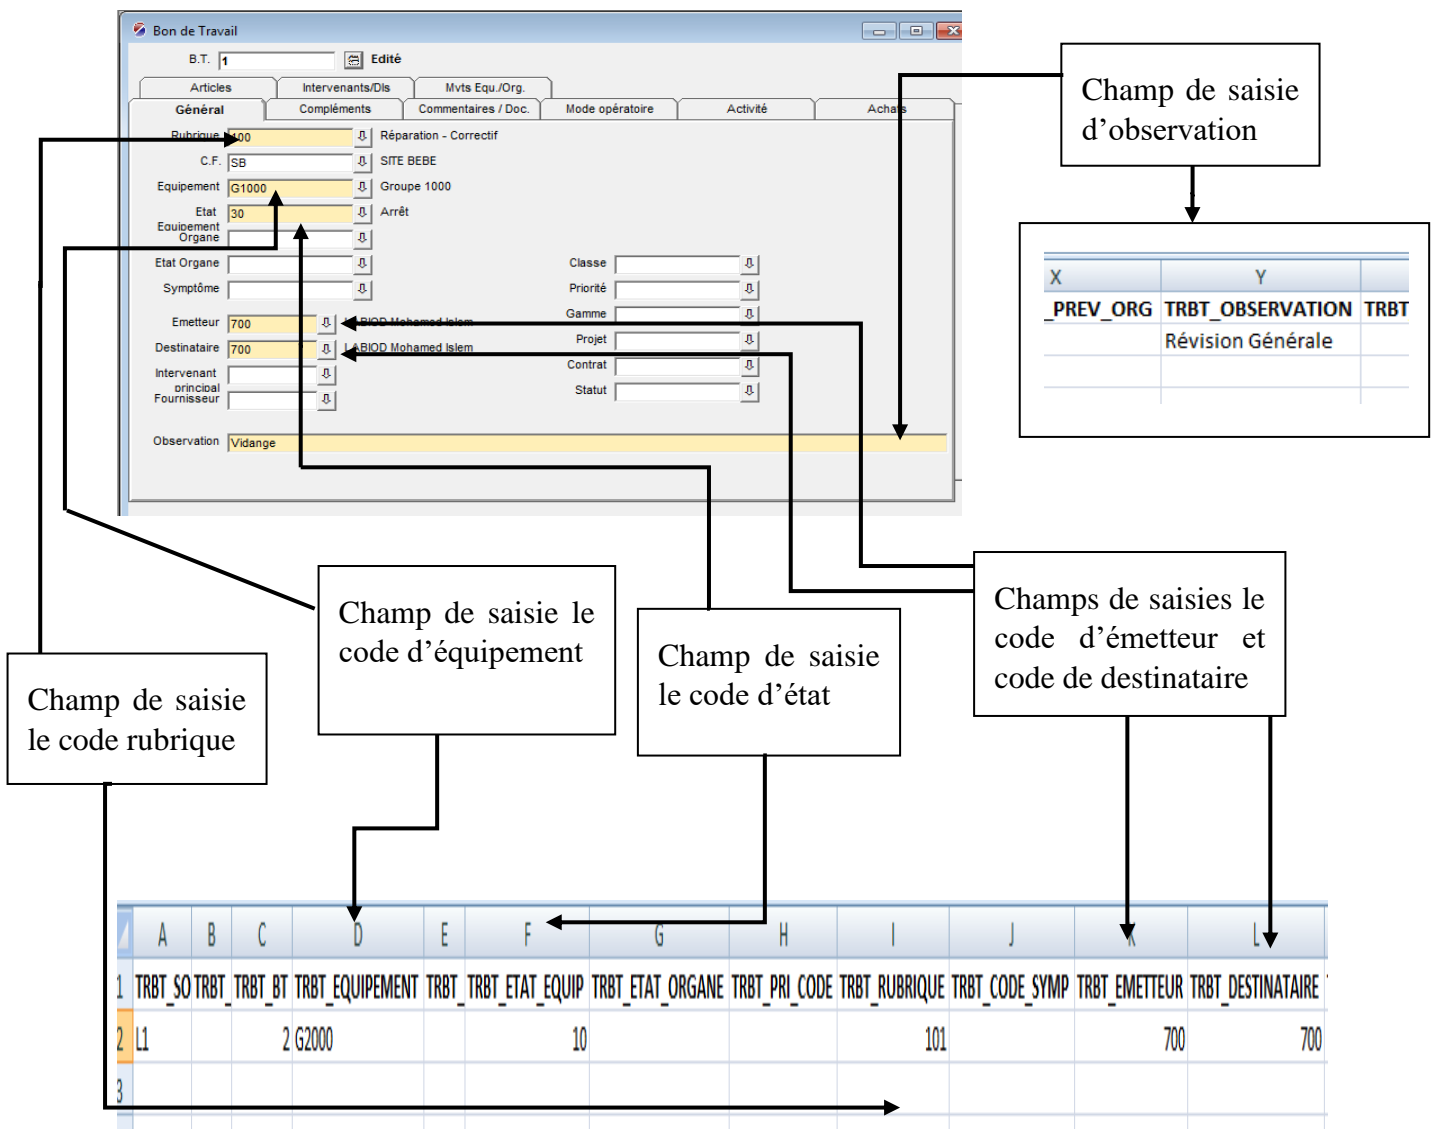 Bon de Travail
B.T. 1 Edité
Articles Intervenants/DIs Mvts Equ./Org.
Général Compléments Commentaires / Doc. Mode opératoire Activité Achats
Rubrique 100 Réparation - Correctif
C.F. SB SITE BEBE
Equipement G1000 Groupe 1000
Etat Equipement 30 Arrêt
Organe
Etat Organe
Symptôme
Emetteur 700 LABIOD Mohamed Islem
Destinataire 700 LABIOD Mohamed Islem
Intervenant principal
Fournisseur
Classe
Priorité
Gamme
Projet
Contrat
Statut
Observation Vidange
Champ de saisie
d’observation
X Y
_PREV_ORG TRBT_OBSERVATION TRBT
Révision Générale
Champ de saisie le
code d’équipement
Champ de saisie
le code d’état
Champs de saisies le
code d’émetteur et
code de destinataire
Champ de saisie
le code rubrique
A B C D E F G H I J K L
1 TRBT_SO TRBT_ TRBT_BT TRBT_EQUIPEMENT TRBT_ TRBT_ETAT_EQUIP TRBT_ETAT_ORGANE TRBT_PRI_CODE TRBT_RUBRIQUE TRBT_CODE_SYMP TRBT_EMETTEUR TRBT_DESTINATAIRE
2 L1 2 G2000 10 101 700 700
3